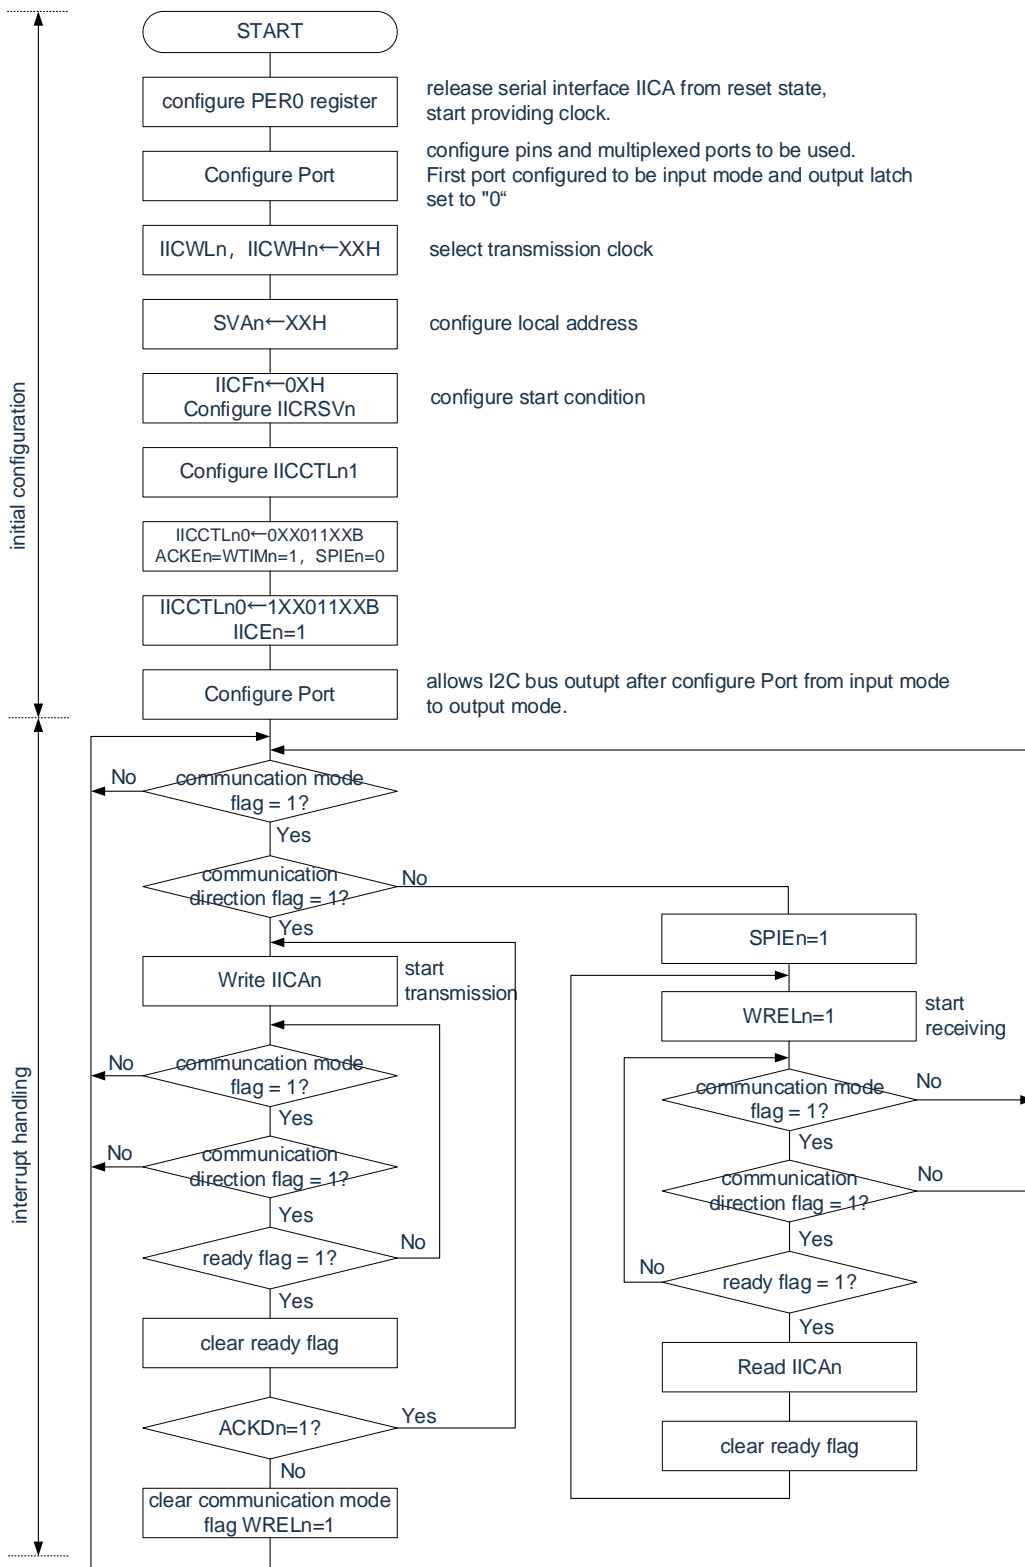 START
configure PER0 register
release serial interface IICA from reset state,
start providing clock.
Configure Port
configure pins and multiplexed ports to be used.
First port configured to be input mode and output latch
set to "0“
IICWLn, IICWHn←XXH
select transmission clock
SVAn←XXH
configure local address
IICFn←0XH
Configure IICRSVn
configure start condition
Configure IICCTLn1
IICCTLn0←0XX011XXB
ACKEn=WTIMn=1, SPIEn=0
IICCTLn0←1XX011XXB
IICEn=1
Configure Port
allows I2C bus outupt after configure Port from input mode
to output mode.
initial configuration
interrupt handling
communcation mode
flag = 1?
No
Yes
communication
direction flag = 1?
No
Yes
Write IICAn
start
transmission
communcation mode
flag = 1?
No
Yes
communication
direction flag = 1?
No
Yes
ready flag = 1?
No
Yes
clear ready flag
ACKDn=1?
Yes
No
clear communication mode
flag WRELn=1
SPIEn=1
WRELn=1
start
receiving
communcation mode
flag = 1?
No
Yes
communication
direction flag = 1?
No
Yes
ready flag = 1?
No
Yes
Read IICAn
clear ready flag